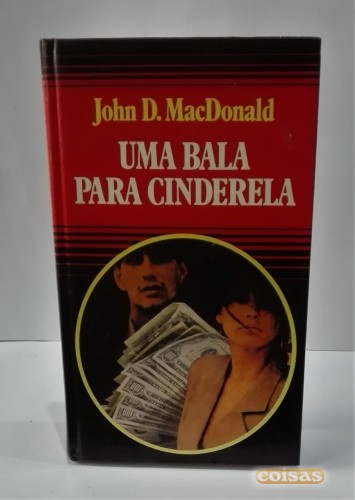 John D. MacDonald
UMA BALA
PARA CINDERELA
coisas